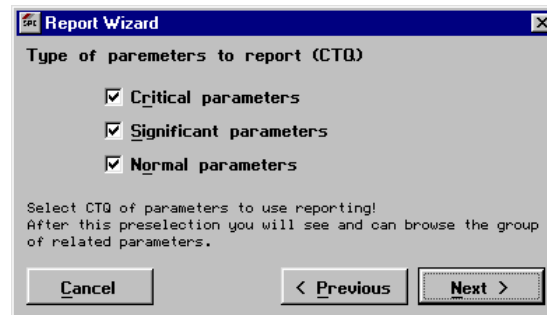 SPC Report Wizard
Type of paremeters to report (CTQ)
Critical parameters
Significant parameters
Normal parameters
Select CTQ of parameters to use reporting!
After this preselection you will see and can browse the group
of related parameters.
Cancel
< Previous
Next >